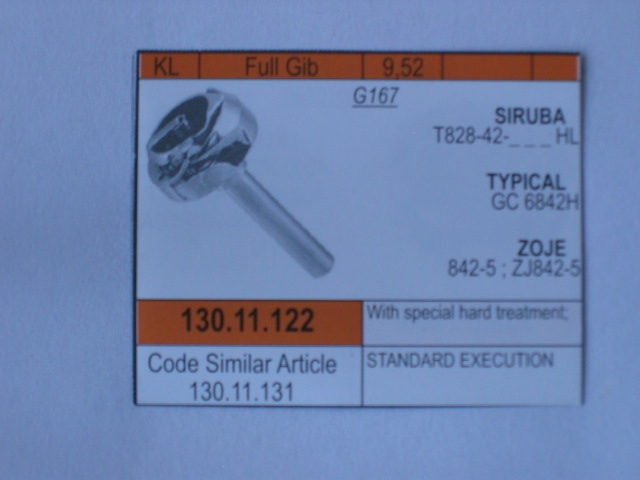 KL Full Gib 9,52
G167
SIRUBA
T828-42-_ _ _ HL
TYPICAL
GC 6842H
ZOJE
842-5 ; ZJ842-5
130.11.122
With special hard treatment;
Code Similar Article
130.11.131
STANDARD EXECUTION